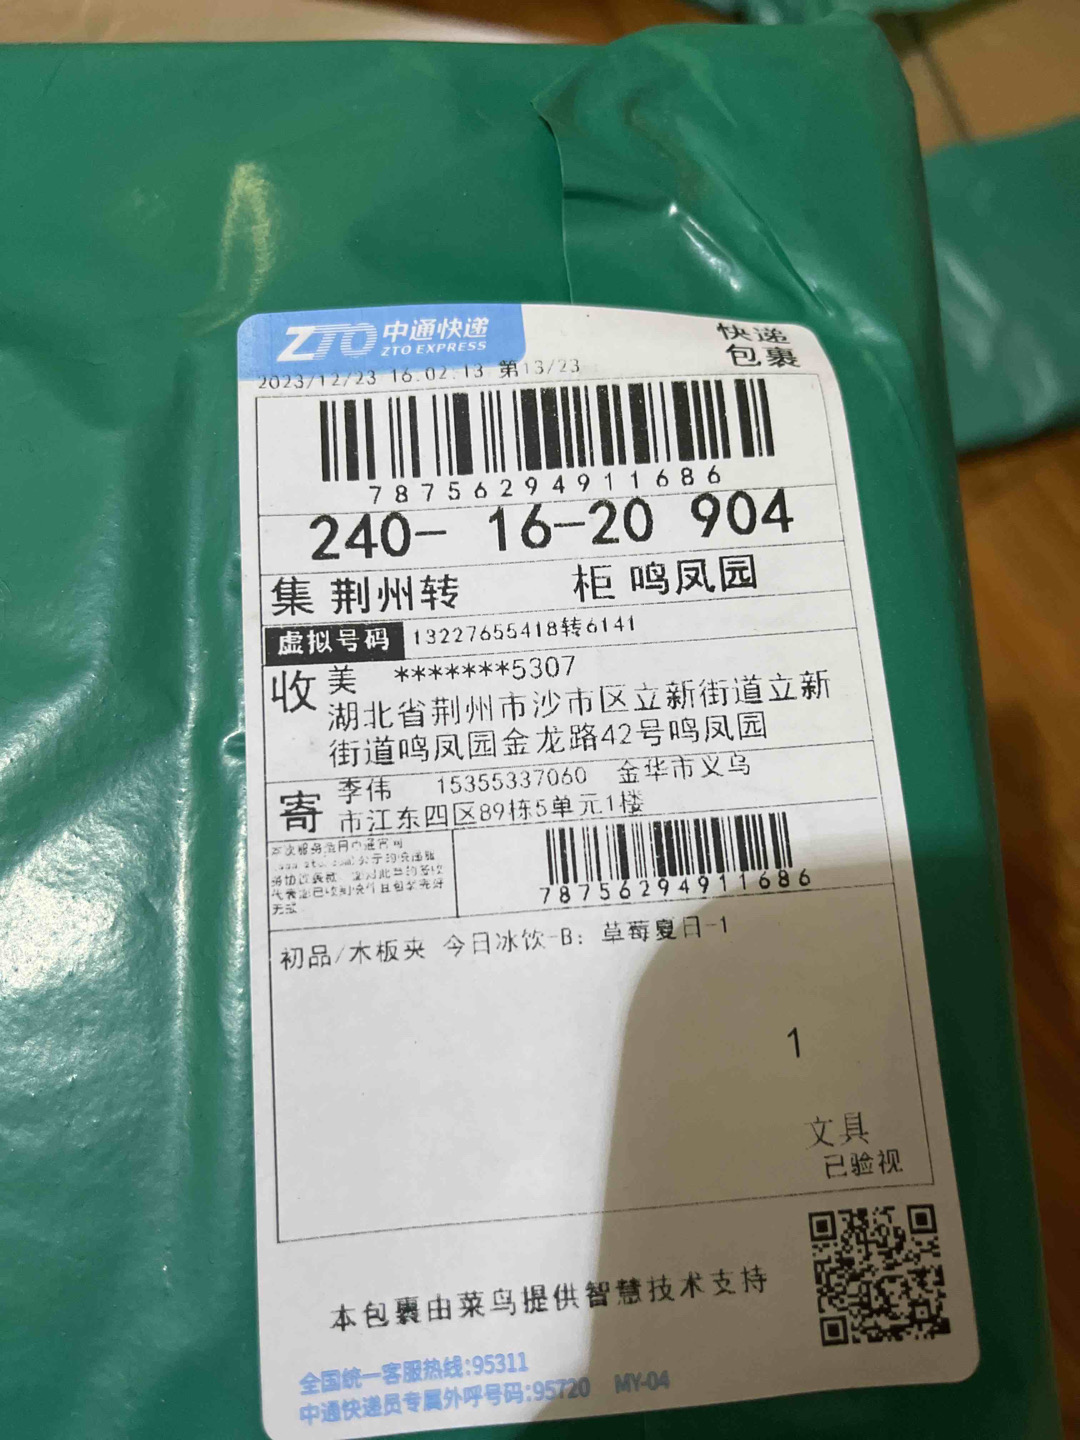 ZTO 中通快递
ZTO EXPRESS
快递
包裹
2023/12/23 16.02.13 第13/23
78756294911686
240- 16-20 904
集 荆州转 柜 鸣凤园
虚拟号码 13227655418转6141
收 美 *******5307
湖北省荆州市沙市区立新街道立新
街道鸣凤园金龙路42号鸣凤园
寄 李伟 15355337060 金华市义乌
市江东四区89栋5单元1楼
78756294911686
初品/木板夹 今日冰饮-B: 草莓夏日-1
1
文具
已验视
本包裹由菜鸟提供智慧技术支持
全国统一客服热线:95311
中通快递员专属外呼号码:95720 MY-04